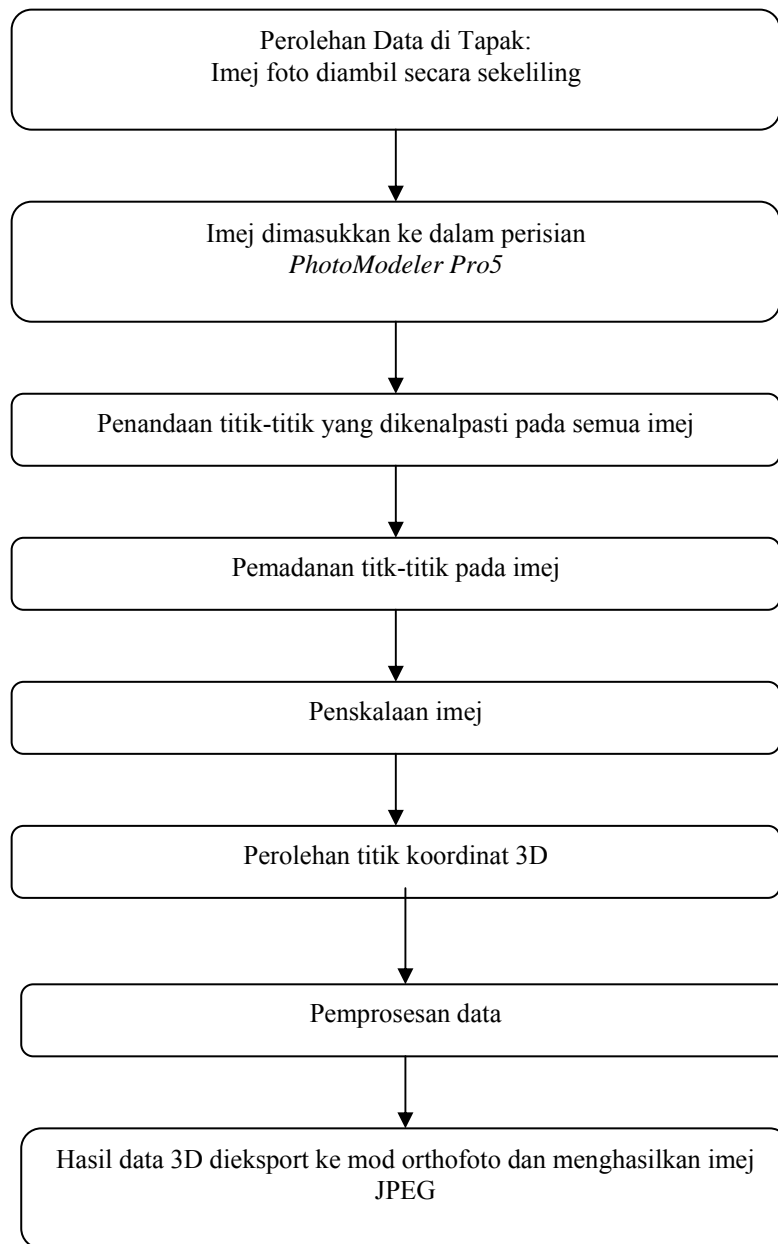 Perolehan Data di Tapak:
Imej foto diambil secara sekeliling
Imej dimasukkan ke dalam perisian
PhotoModeler Pro5
Penandaan titik-titik yang dikenalpasti pada semua imej
Pemadanan titk-titik pada imej
Penskalaan imej
Perolehan titik koordinat 3D
Pemprosesan data
Hasil data 3D dieksport ke mod orthofoto dan menghasilkan imej
JPEG